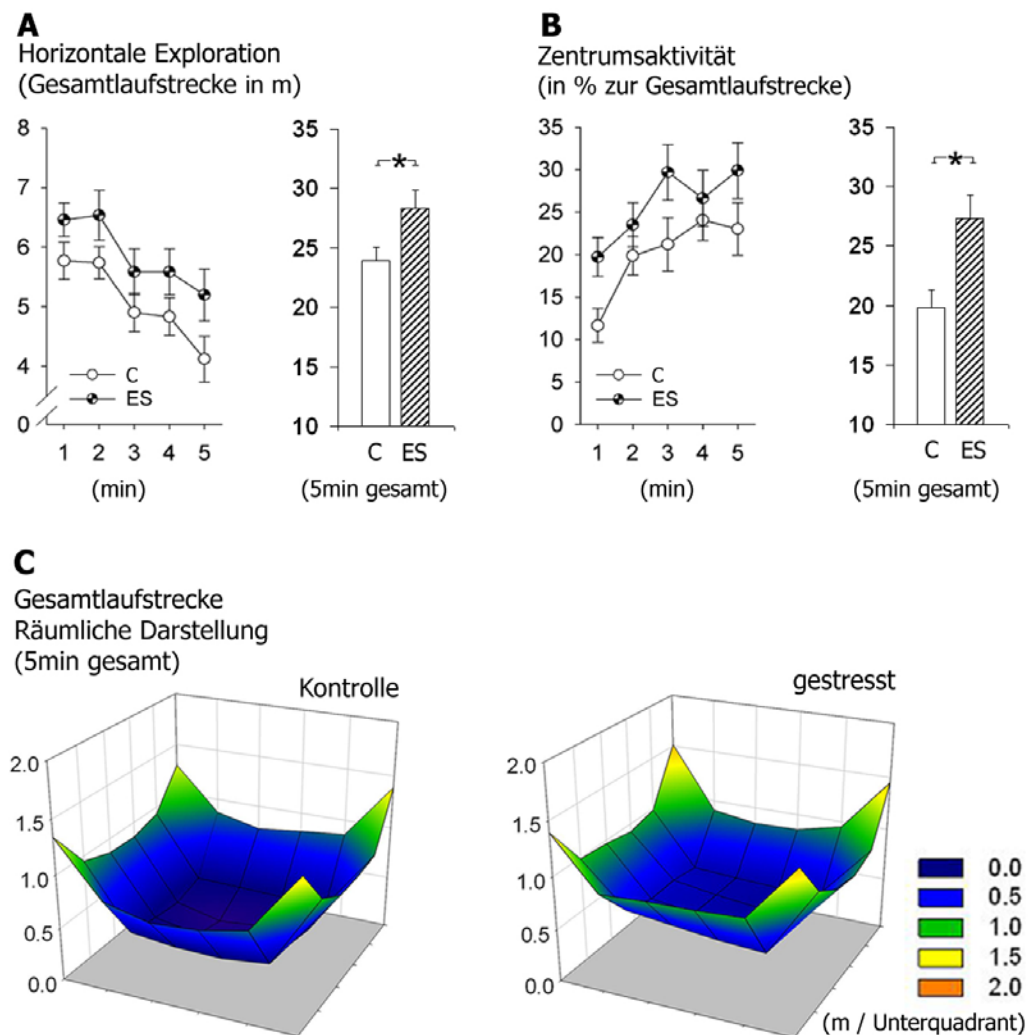 A
Horizontale Exploration
(Gesamtlaufstrecke in m)
8
7
6
5
4
0
C
ES
1 2 3 4 5
(min)
35
30
25
20
15
10
*
C ES
(5min gesamt)
B
Zentrumsaktivität
(in % zur Gesamtlaufstrecke)
35
30
25
20
15
10
5
0
C
ES
1 2 3 4 5
(min)
35
30
25
20
15
10
*
C ES
(5min gesamt)
C
Gesamtlaufstrecke
Räumliche Darstellung
(5min gesamt)
Kontrolle
2.0
1.5
1.0
0.5
0.0
gestresst
2.0
1.5
1.0
0.5
0.0
0.0
0.5
1.0
1.5
2.0
(m / Unterquadrant)